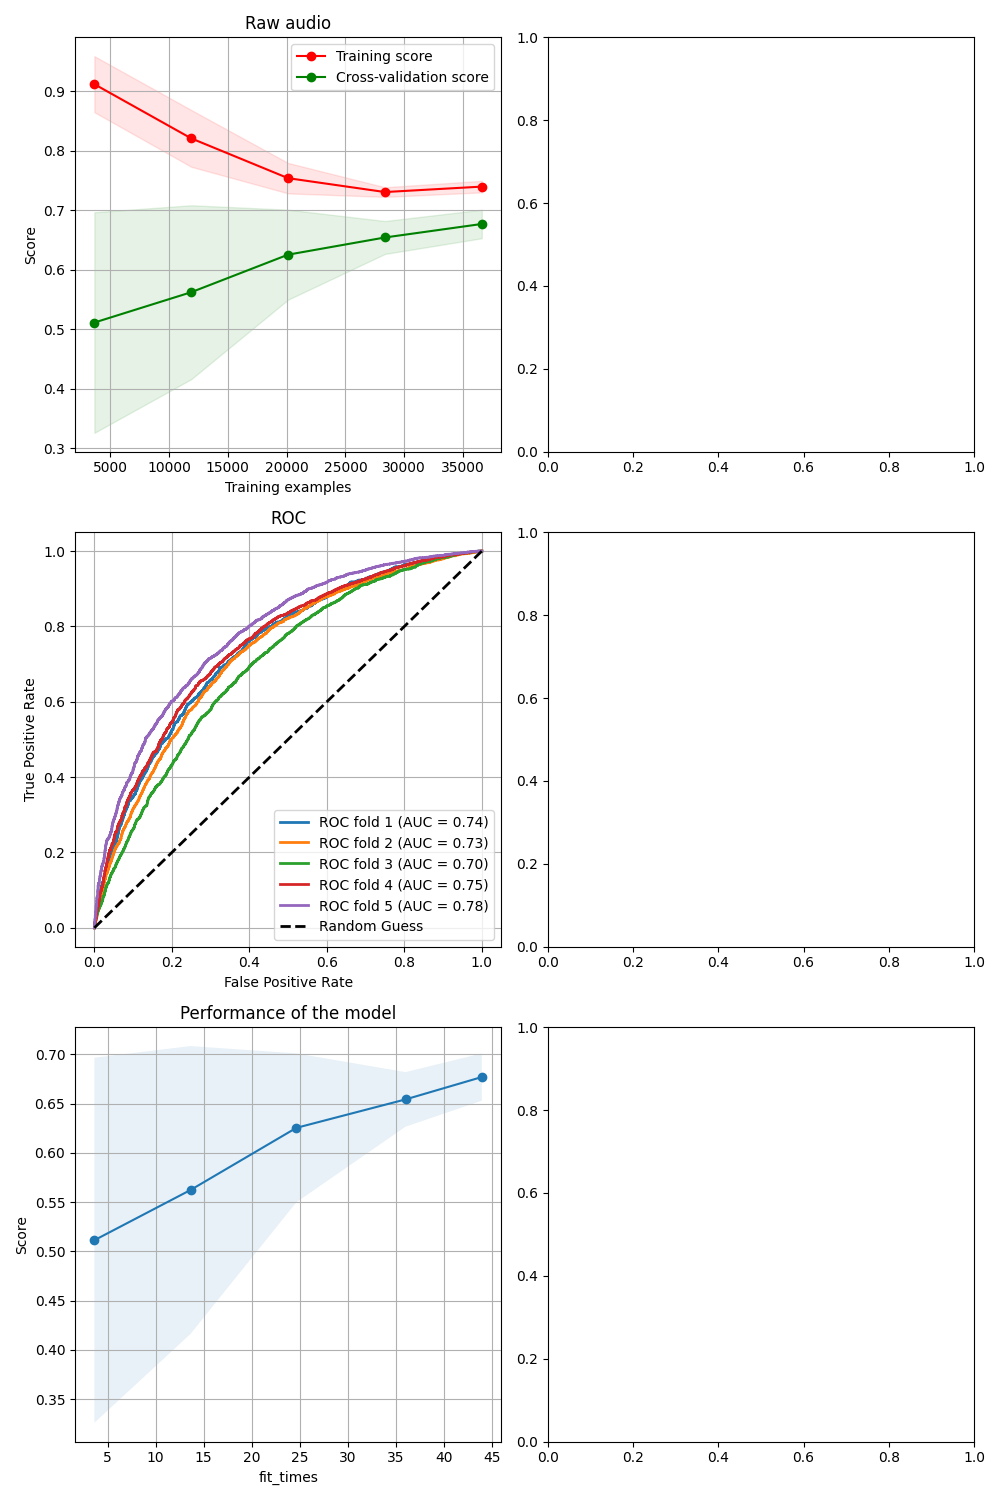 Raw audio
Training score
Cross-validation score
0.9
0.8
0.7
0.6
0.5
0.4
0.3
Score
5000 10000 15000 20000 25000 30000 35000
Training examples
1.0
0.8
0.6
0.4
0.2
0.0
0.0 0.2 0.4 0.6 0.8 1.0
ROC
1.0
0.8
0.6
0.4
0.2
0.0
True Positive Rate
ROC fold 1 (AUC = 0.74)
ROC fold 2 (AUC = 0.73)
ROC fold 3 (AUC = 0.70)
ROC fold 4 (AUC = 0.75)
ROC fold 5 (AUC = 0.78)
Random Guess
0.0 0.2 0.4 0.6 0.8 1.0
False Positive Rate
1.0
0.8
0.6
0.4
0.2
0.0
0.0 0.2 0.4 0.6 0.8 1.0
Performance of the model
0.70
0.65
0.60
0.55
0.50
0.45
0.40
0.35
Score
5 10 15 20 25 30 35 40 45
fit_times
1.0
0.8
0.6
0.4
0.2
0.0
0.0 0.2 0.4 0.6 0.8 1.0